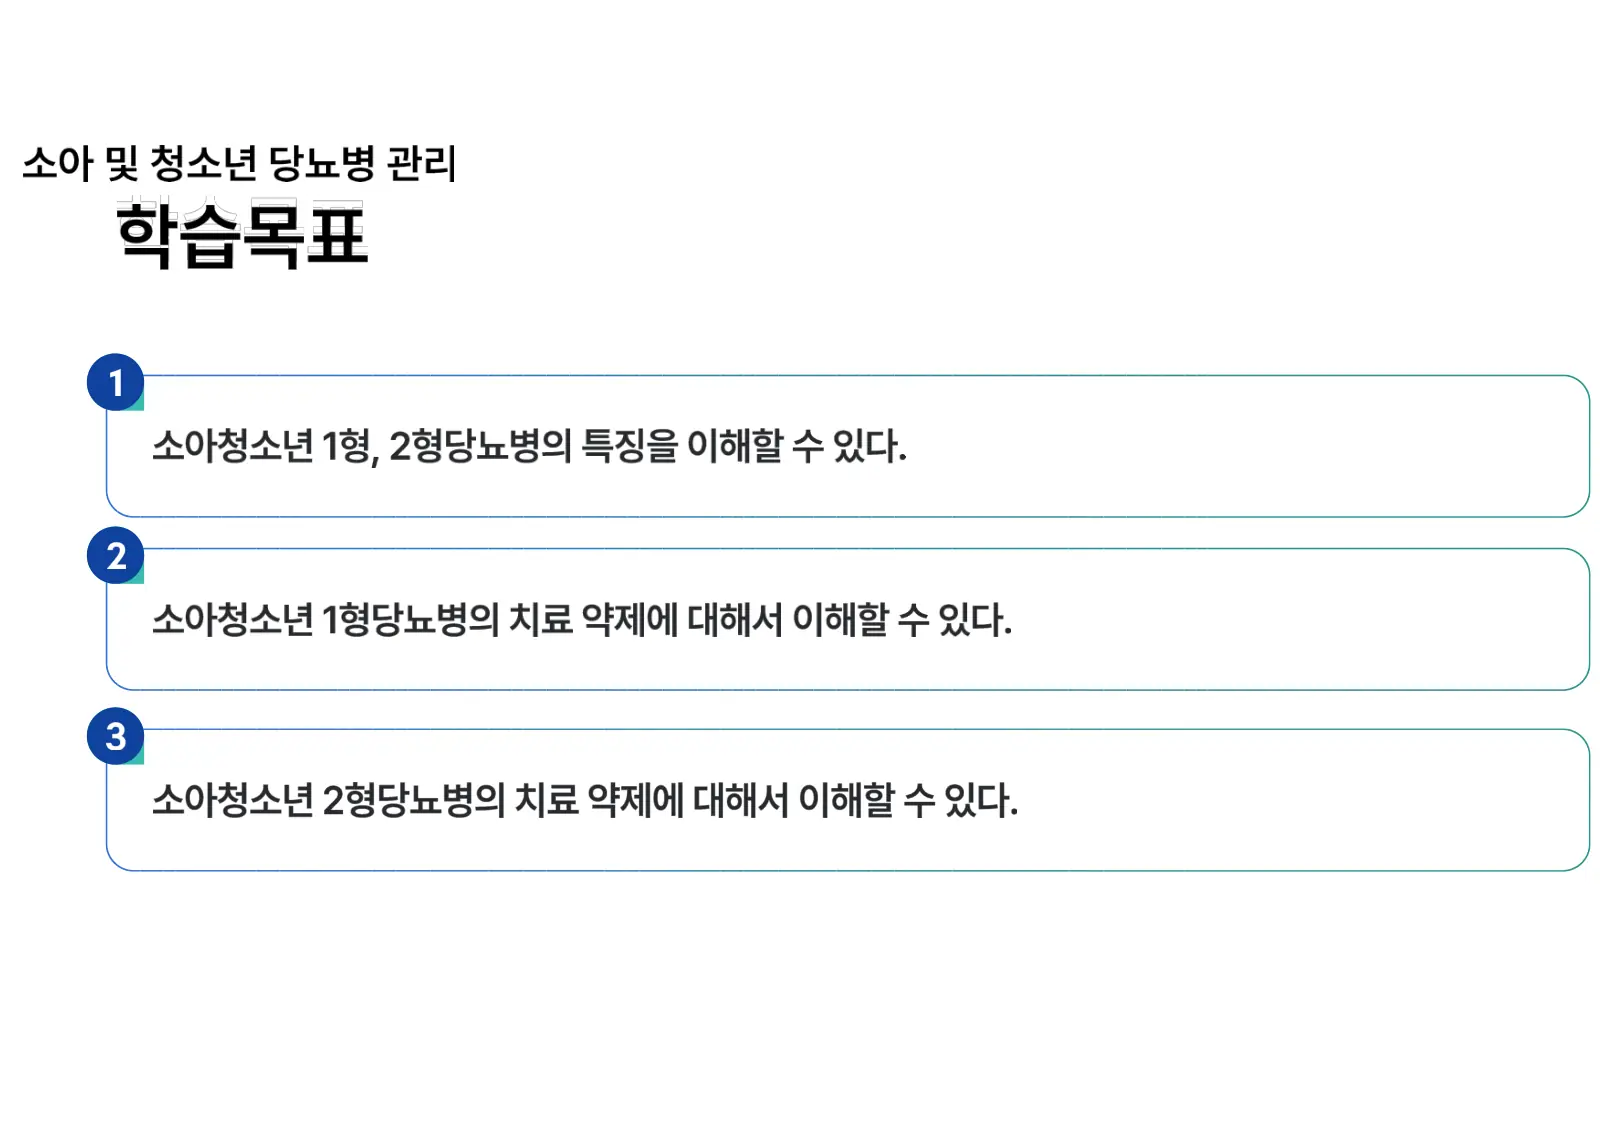 소아 및 청소년 당뇨병 관리
학습목표
1
소아청소년 1형, 2형당뇨병의 특징을 이해할 수 있다.
2
소아청소년 1형당뇨병의 치료 약제에 대해서 이해할 수 있다.
3
소아청소년 2형당뇨병의 치료 약제에 대해서 이해할 수 있다.